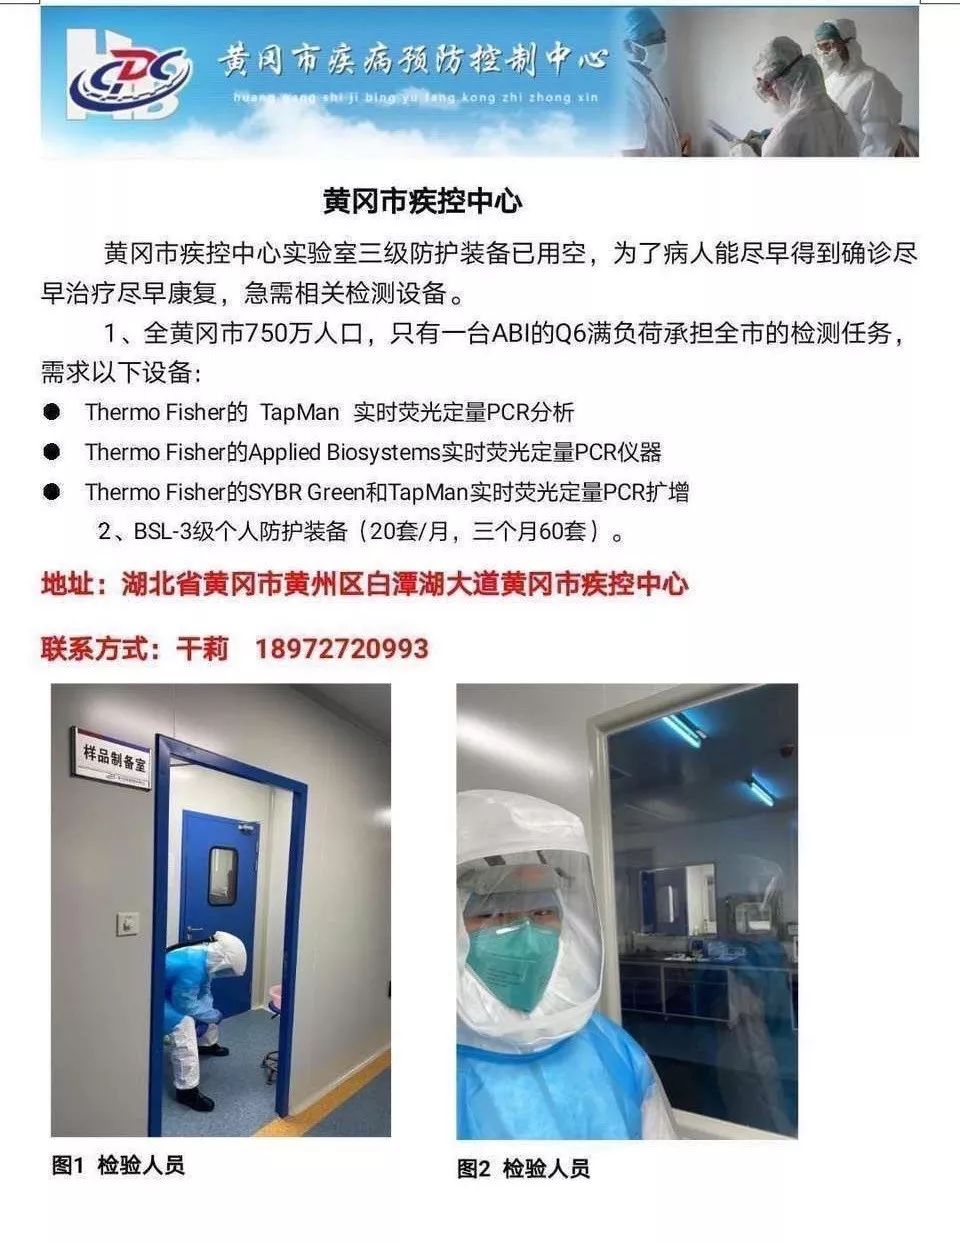 HB
CDC
黄冈市疾病预防控制中心
huang gang shi ji bing yu fang kong zhi zhong xin
黄冈市疾控中心
黄冈市疾控中心实验室三级防护装备已用空，为了病人能尽早得到确诊尽
早治疗尽早康复，急需相关检测设备。
1、全黄冈市750万人口，只有一台ABI的Q6满负荷承担全市的检测任务，
需求以下设备：
● Thermo Fisher的 TapMan 实时荧光定量PCR分析
● Thermo Fisher的Applied Biosystems实时荧光定量PCR仪器
● Thermo Fisher的SYBR Green和TapMan实时荧光定量PCR扩增
2、BSL-3级个人防护装备（20套/月，三个月60套）。
地址：湖北省黄冈市黄州区白潭湖大道黄冈市疾控中心
联系方式：干莉 18972720993
样品制备室
图1 检验人员
图2 检验人员